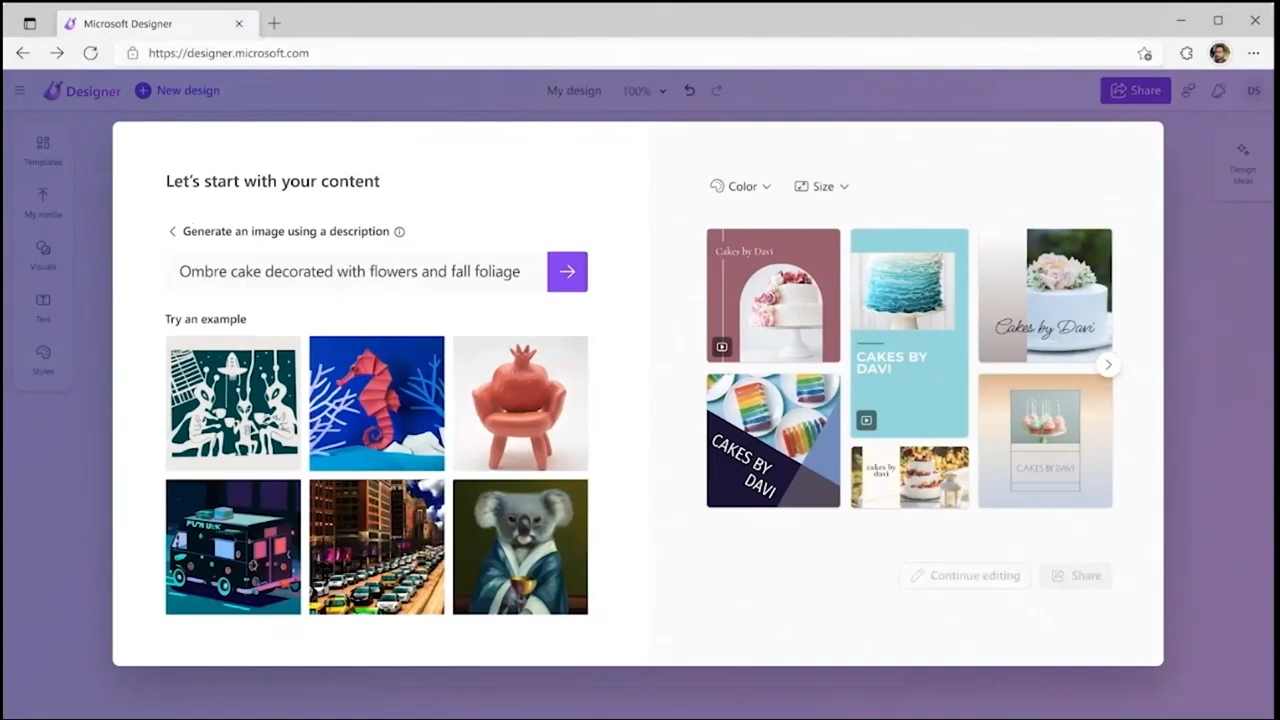 Microsoft Designer
https://designer.microsoft.com
Designer
New design
My design
100%
Share
DS
Templates
My media
Visuals
Text
Styles
Design
Ideas
Let's start with your content
Generate an image using a description
Ombre cake decorated with flowers and fall foliage
Try an example
Color
Size
Cakes by Davi
CAKES BY
DAVI
Cakes by Davi
CAKES BY
DAVI
cakes by
davi
CAKES BY DAVI
Continue editing
Share